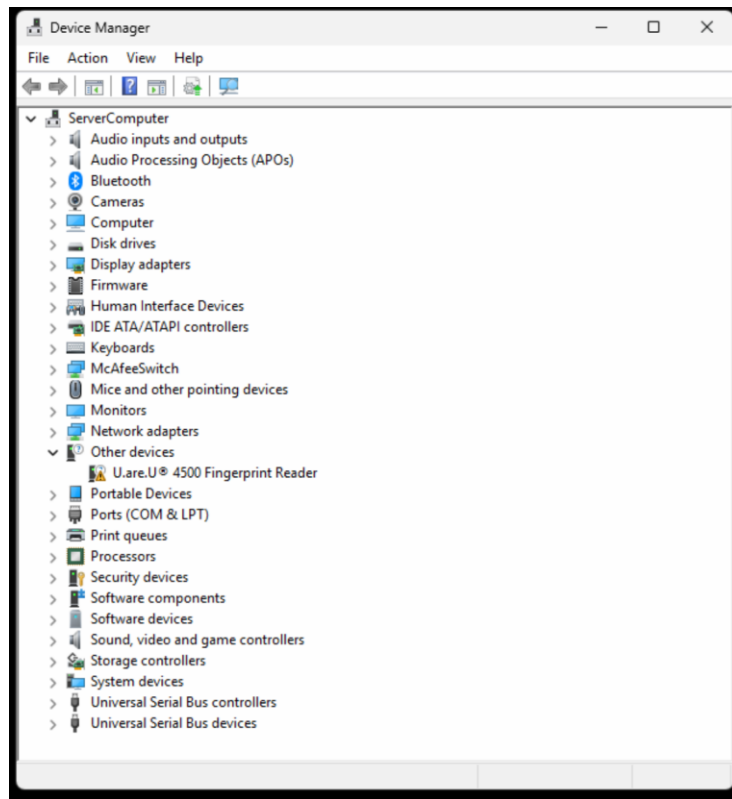 Device Manager
File Action View Help
ServerComputer
Audio inputs and outputs
Audio Processing Objects (APOs)
Bluetooth
Cameras
Computer
Disk drives
Display adapters
Firmware
Human Interface Devices
IDE ATA/ATAPI controllers
Keyboards
McAfeeSwitch
Mice and other pointing devices
Monitors
Network adapters
Other devices
U.are.U® 4500 Fingerprint Reader
Portable Devices
Ports (COM & LPT)
Print queues
Processors
Security devices
Software components
Software devices
Sound, video and game controllers
Storage controllers
System devices
Universal Serial Bus controllers
Universal Serial Bus devices